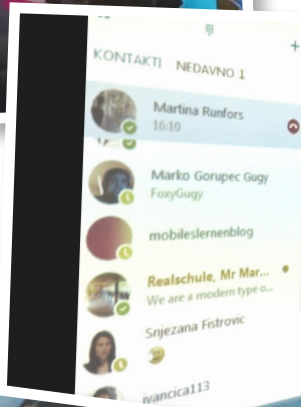 KONTAKTI NEDAVNO 1
Martina Runfors
16:10
Marko Gorupec Gugy
FoxyGugy
mobileslernenblog
Realschule, Mr Mar...
We are a modern type o...
Snjezana Fistrovic
ivancica113